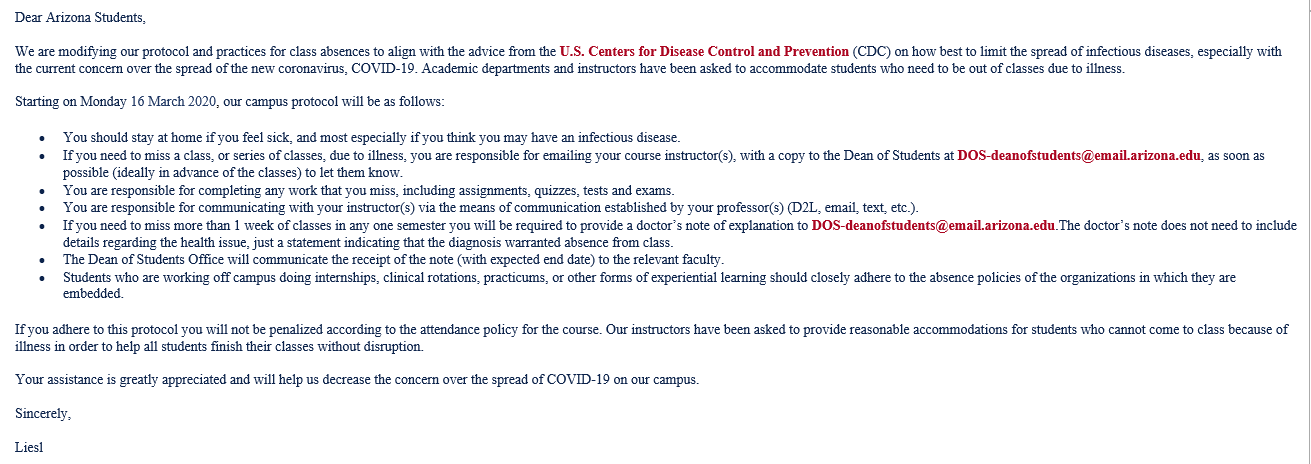 Dear Arizona Students,
We are modifying our protocol and practices for class absences to align with the advice from the U.S. Centers for Disease Control and Prevention (CDC) on how best to limit the spread of infectious diseases, especially with
the current concern over the spread of the new coronavirus, COVID-19. Academic departments and instructors have been asked to accommodate students who need to be out of classes due to illness.
Starting on Monday 16 March 2020, our campus protocol will be as follows:
• You should stay at home if you feel sick, and most especially if you think you may have an infectious disease.
• If you need to miss a class, or series of classes, due to illness, you are responsible for emailing your course instructor(s), with a copy to the Dean of Students at DOS-deanofstudents@email.arizona.edu, as soon as
possible (ideally in advance of the classes) to let them know.
• You are responsible for completing any work that you miss, including assignments, quizzes, tests and exams.
• You are responsible for communicating with your instructor(s) via the means of communication established by your professor(s) (D2L, email, text, etc.).
• If you need to miss more than 1 week of classes in any one semester you will be required to provide a doctor’s note of explanation to DOS-deanofstudents@email.arizona.edu.The doctor’s note does not need to include
details regarding the health issue, just a statement indicating that the diagnosis warranted absence from class.
• The Dean of Students Office will communicate the receipt of the note (with expected end date) to the relevant faculty.
• Students who are working off campus doing internships, clinical rotations, practicums, or other forms of experiential learning should closely adhere to the absence policies of the organizations in which they are
embedded.
If you adhere to this protocol you will not be penalized according to the attendance policy for the course. Our instructors have been asked to provide reasonable accommodations for students who cannot come to class because of
illness in order to help all students finish their classes without disruption.
Your assistance is greatly appreciated and will help us decrease the concern over the spread of COVID-19 on our campus.
Sincerely,
Liesl